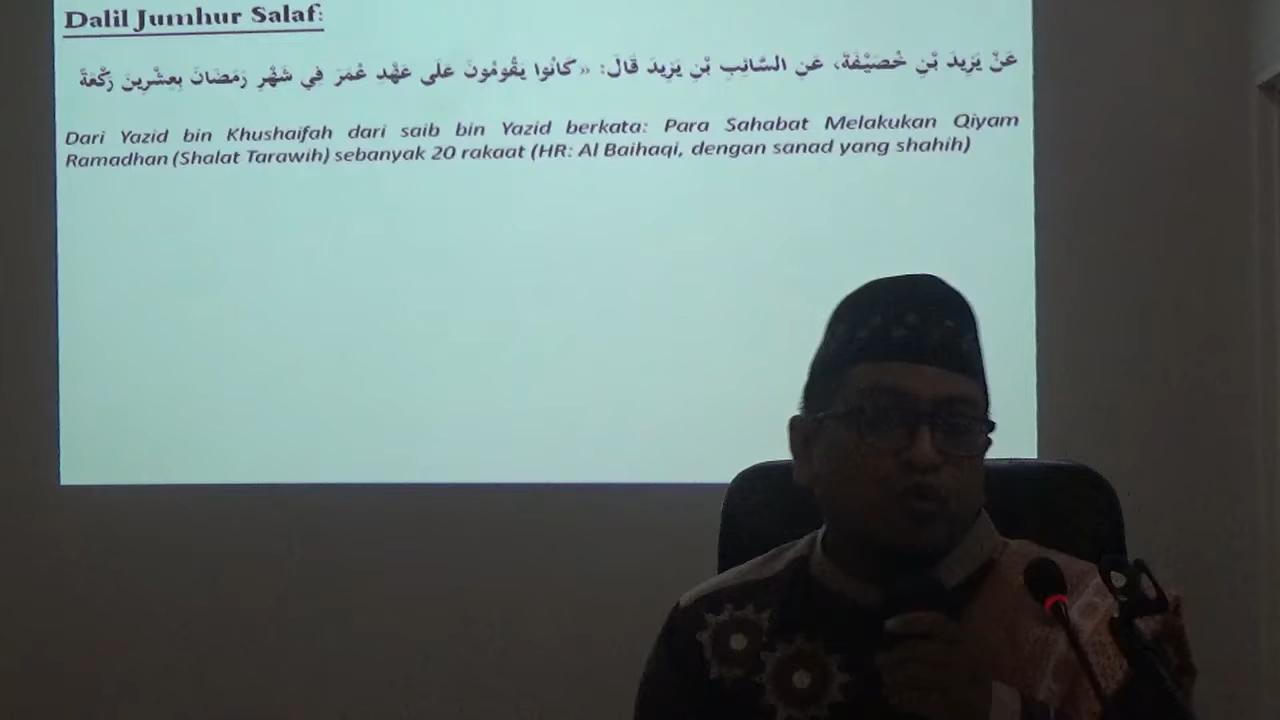 Dalil Jumhur Salaf:
عَنْ يَزِيدَ بْنِ خُصَيْفَةَ، عَنِ السَّائِبِ بْنِ يَزِيدَ قَالَ: «كَانُوا يَقُومُونَ عَلَى عَهْدِ عُمَرَ فِي شَهْرِ رَمَضَانَ بِعِشْرِينَ رَكْعَةً
Dari Yazid bin Khushaifah dari saib bin Yazid berkata: Para Sahabat Melakukan Qiyam
Ramadhan (Shalat Tarawih) sebanyak 20 rakaat (HR: Al Baihaqi, dengan sanad yang shahih)